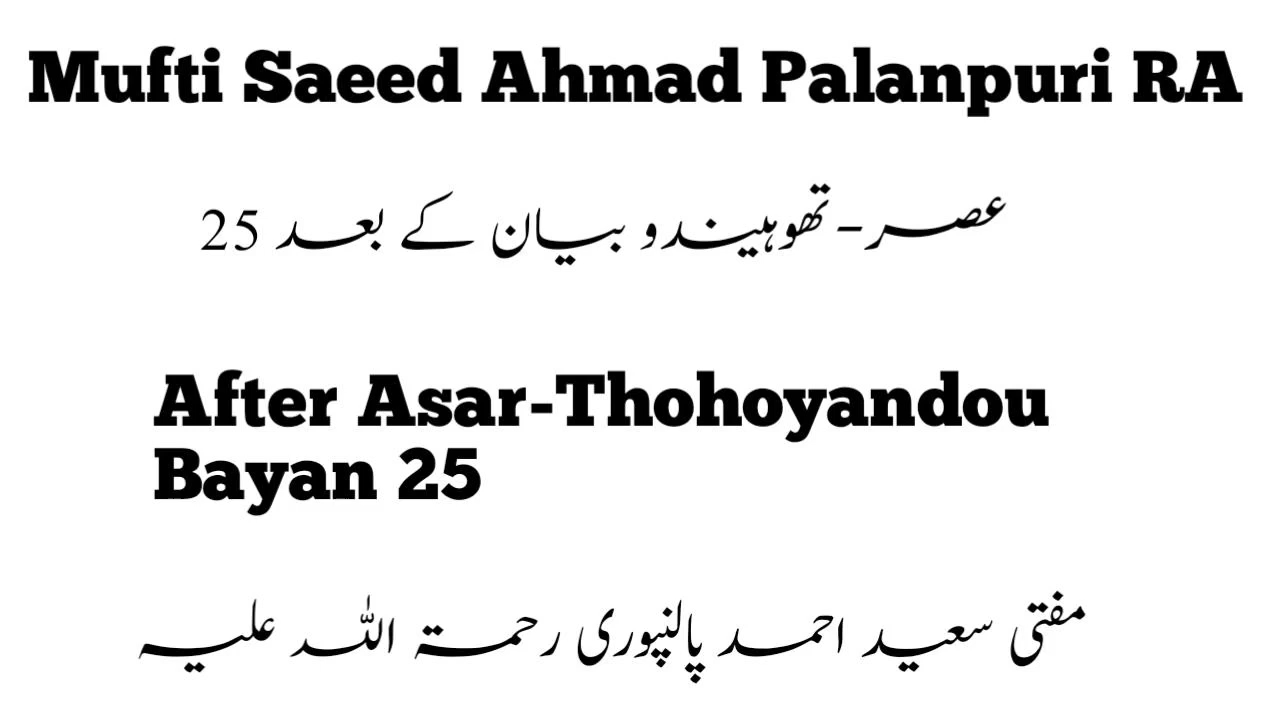 Mufti Saeed Ahmad Palanpuri RA
عصر-تھوہیندو بیان کے بعد 25
After Asar-Thohoyandou
Bayan 25
مفتی سعید احمد پالنپوری رحمۃ اللہ علیہ